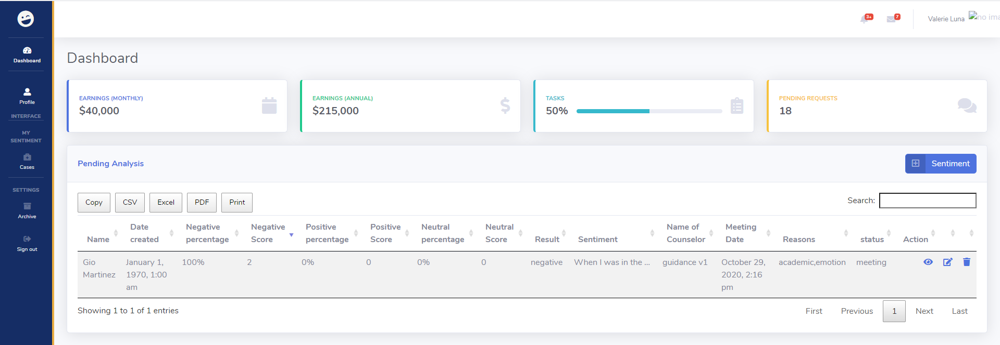 3+
7
Valerie Luna
no ima
Dashboard
Profile
INTERFACE
MY
SENTIMENT
Cases
SETTINGS
Archive
Sign out
Dashboard
EARNINGS (MONTHLY)
$40,000
EARNINGS (ANNUAL)
$215,000
TASKS
50%
PENDING REQUESTS
18
Pending Analysis
Sentiment
Copy CSV Excel PDF Print
Search:
Name
Date
created
Negative
percentage
Negative
Score
Positive
percentage
Positive
Score
Neutral
percentage
Neutral
Score
Result
Sentiment
Name of
Counselor
Meeting
Date
Reasons
status
Action
Gio
Martinez
January 1,
1970, 1:00
am
100%
2
0%
0
0%
0
negative
When I was in the ...
guidance v1
October 29,
2020, 2:16
pm
academic,emotion
meeting
Showing 1 to 1 of 1 entries
First Previous 1 Next Last